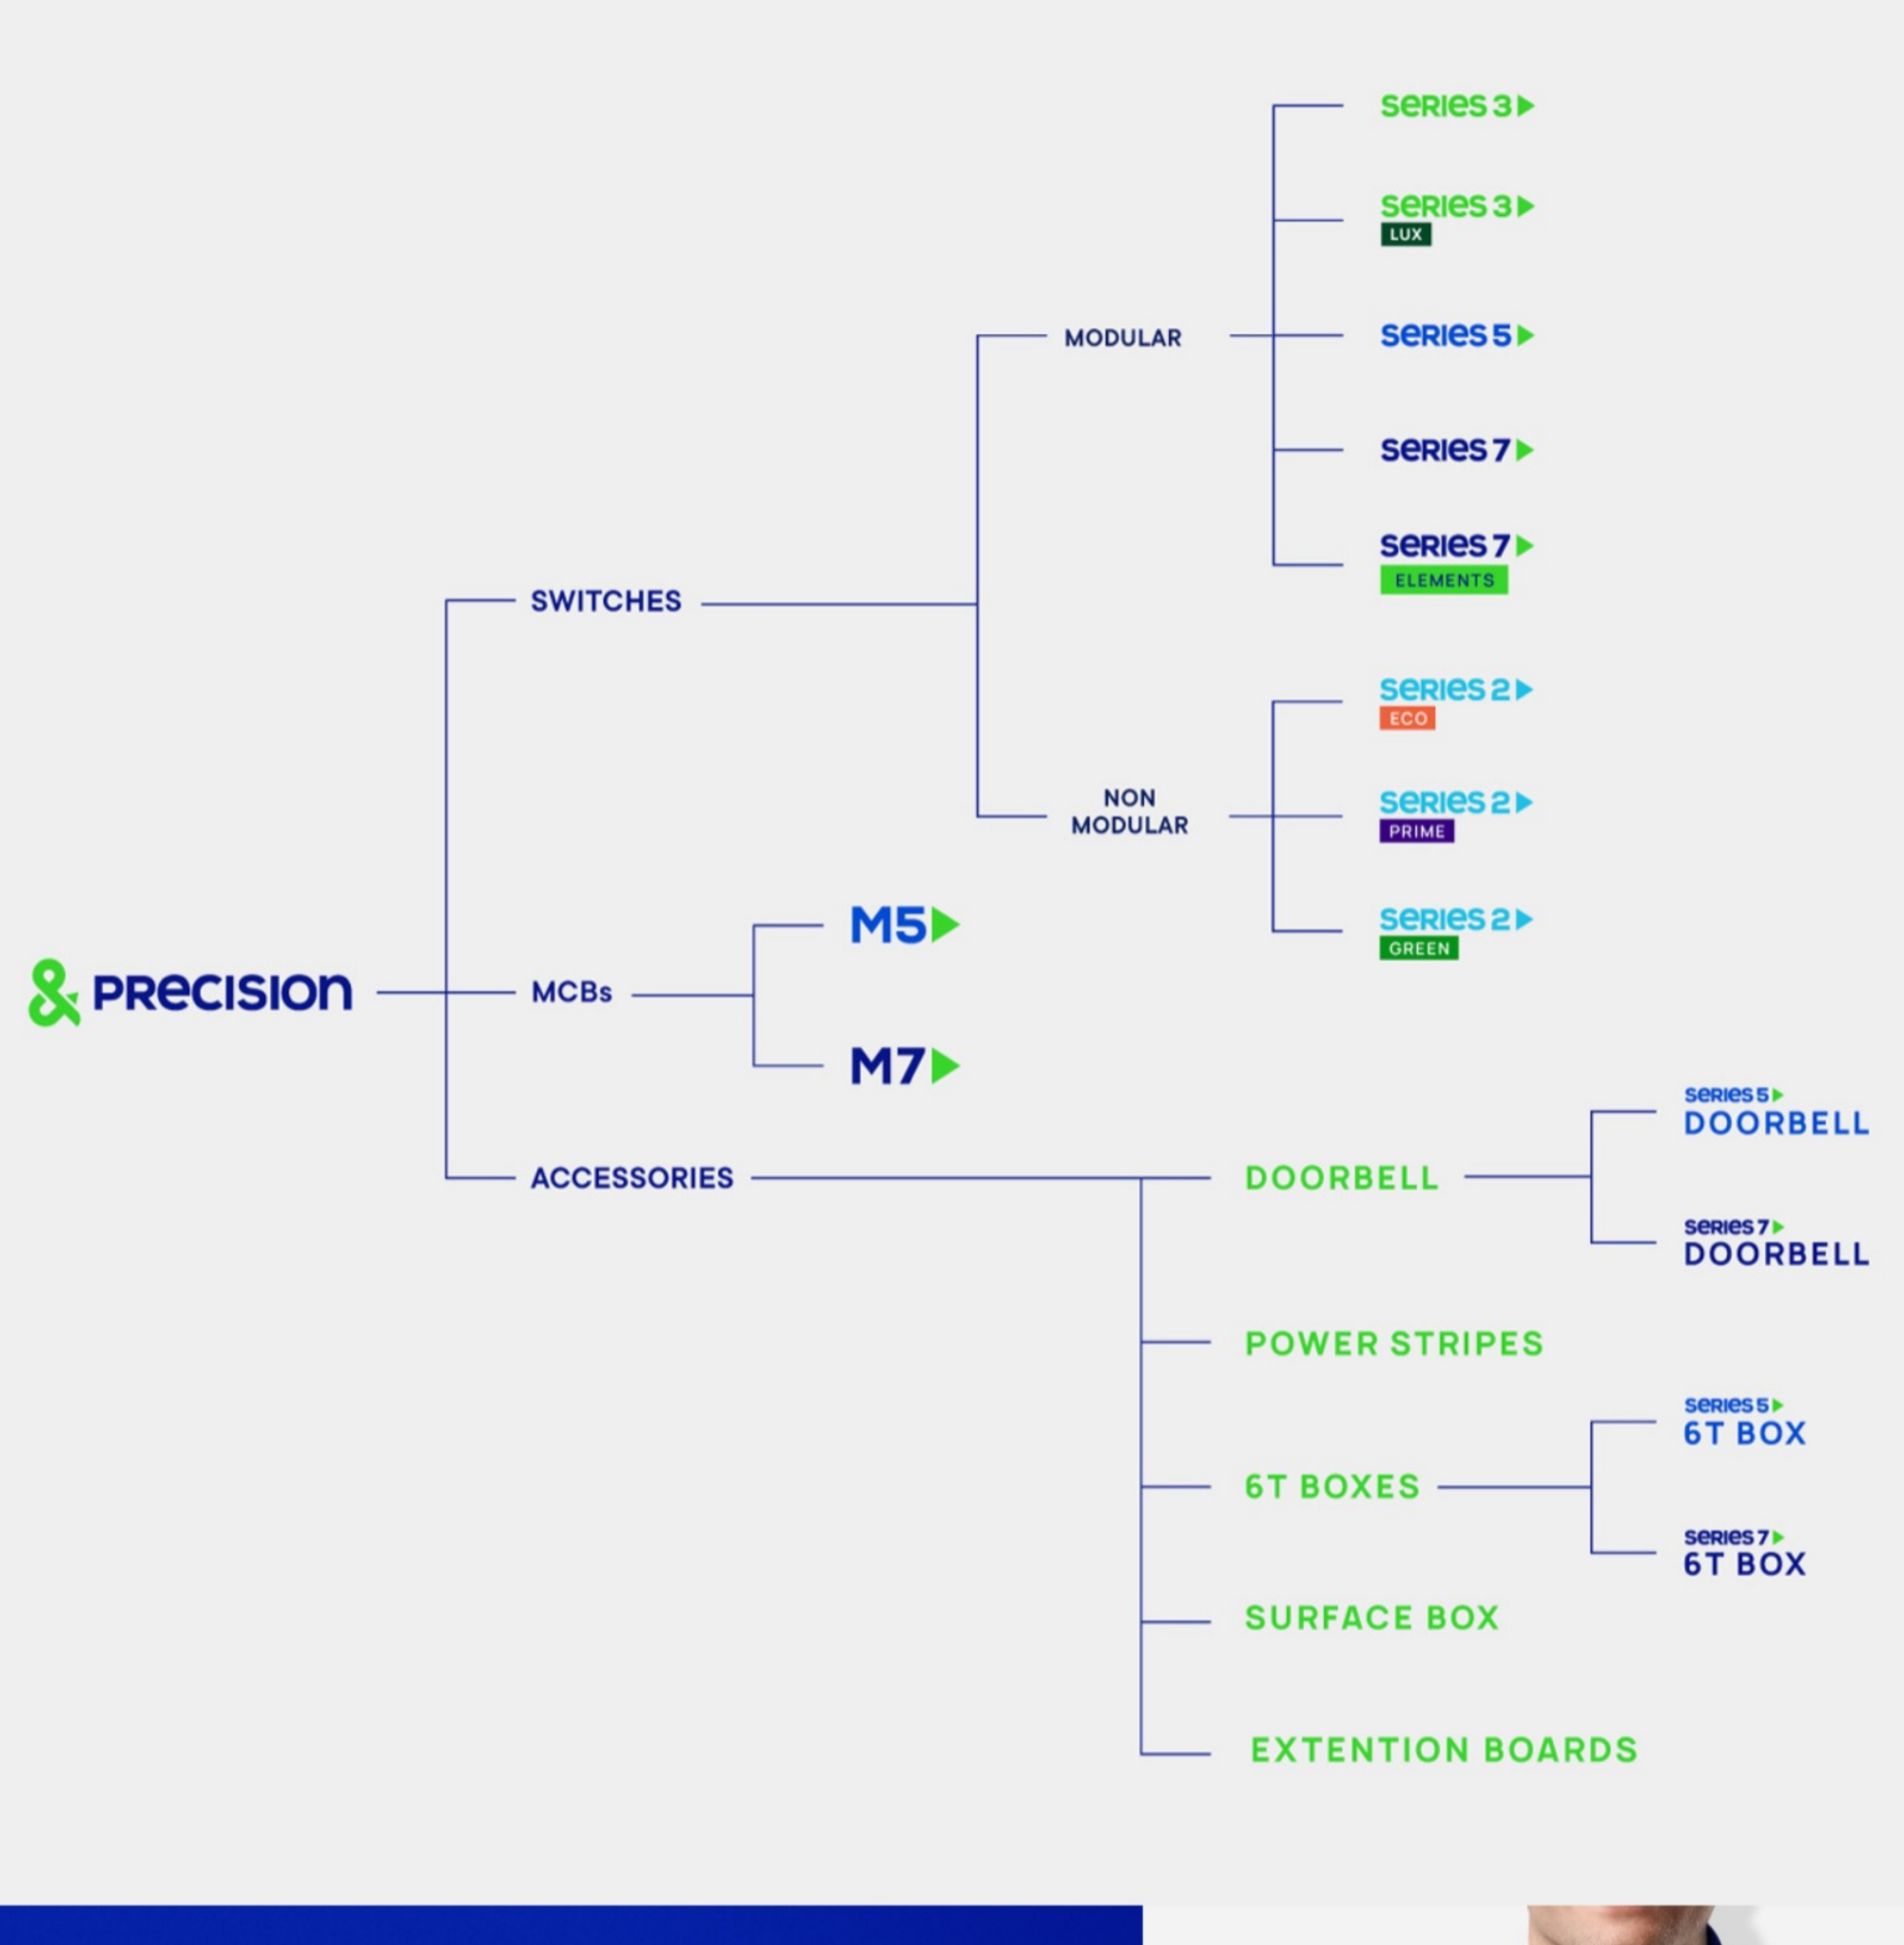 & PRECISION
SWITCHES
MODULAR
SERIES 3
SERIES 3
LUX
SERIES 5
SERIES 7
SERIES 7
ELEMENTS
NON
MODULAR
SERIES 2
ECO
SERIES 2
PRIME
SERIES 2
GREEN
MCBs
M5
M7
ACCESSORIES
DOORBELL
SERIES 5
DOORBELL
SERIES 7
DOORBELL
POWER STRIPES
6T BOXES
SERIES 5
6T BOX
SERIES 7
6T BOX
SURFACE BOX
EXTENTION BOARDS